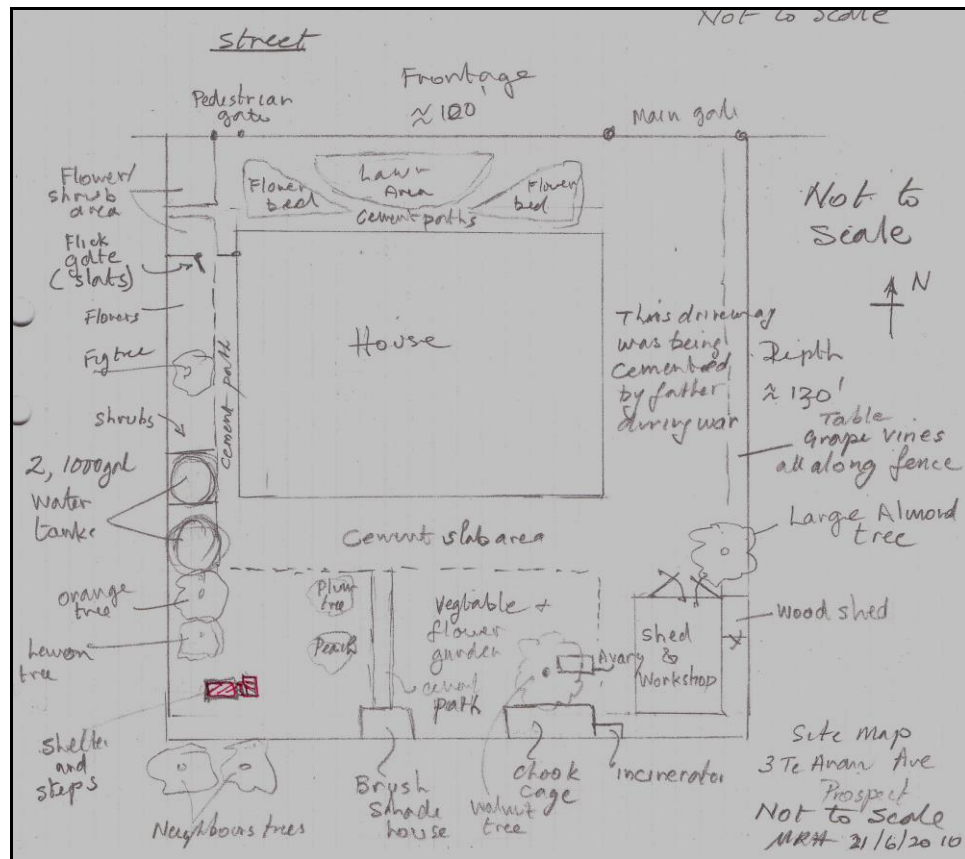 Not to Scale
Street
Frontage
≈ 100'
Pedestrian
gate
Main gate
Flower/
shrub
area
Flower
bed
Lawn
Area
Flower
bed
Cement paths
Not to
Scale
N
Flick
gate
(slats)
Flowers
Fig tree
Shrubs
cement path
House
This driveway
was being
cemented
by father
during war
Depth
≈ 130'
Table
Grape vines
all along fence
2, 1000gal
water
tanks
Cement slab area
Large Almond
tree
orange
tree
Lemon
tree
Plum
tree
Peach
Vegtable +
flower
garden
cement
path
Avary
Shed
&
Workshop
Wood shed
Shelter
and
steps
Neighbours trees
Brush
Shade
house
Walnut
tree
Chook
Cage
incinerator
Site Map
3 Te Anau Ave
Prospect
Not to Scale
MRH 21/6/2010